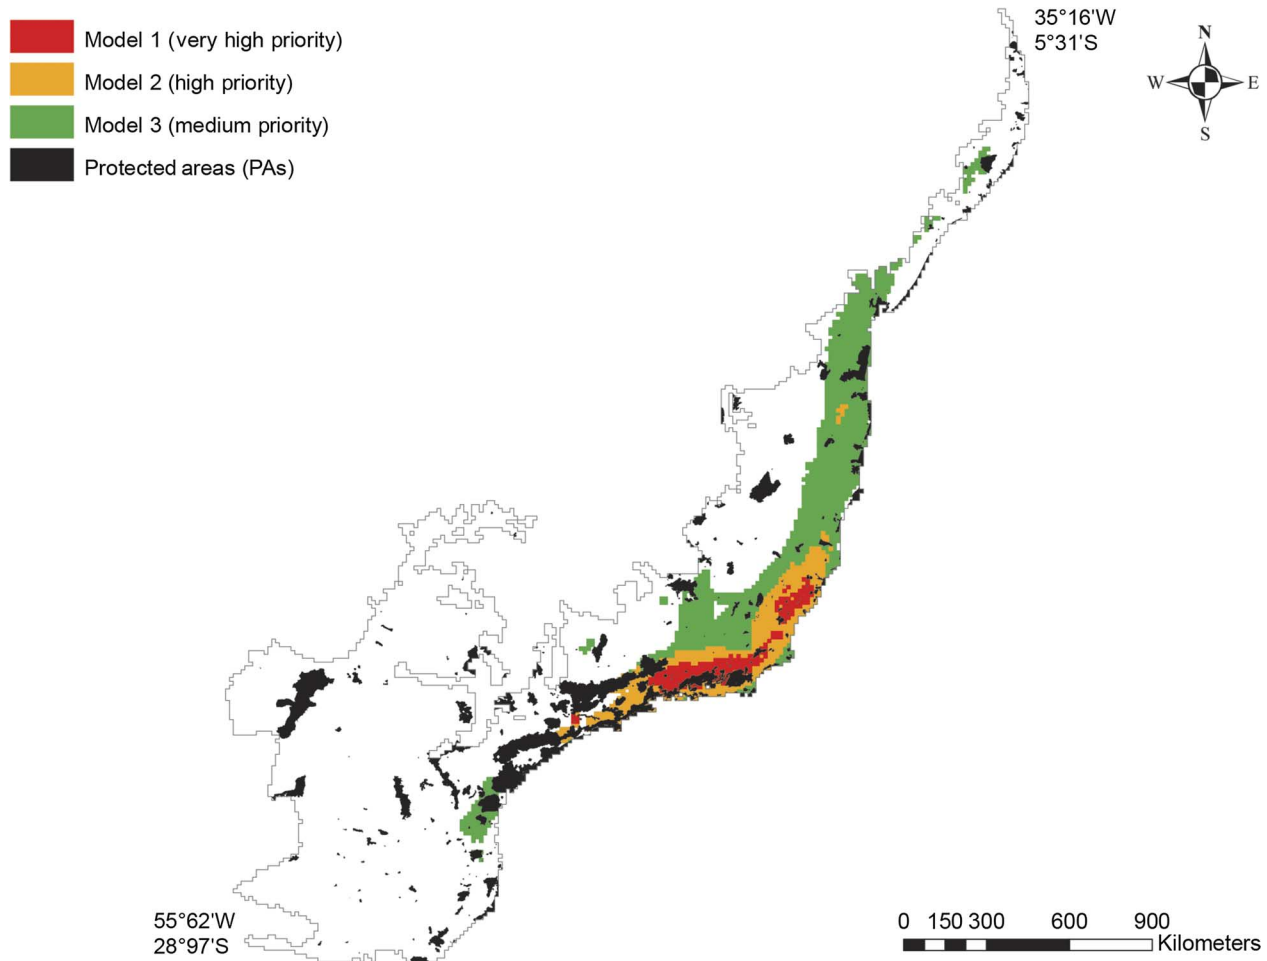 Model 1 (very high priority)
Model 2 (high priority)
Model 3 (medium priority)
Protected areas (PAs)
35°16'W
5°31'S
N
W E
S
55°62'W
28°97'S
0 150 300 600 900
Kilometers